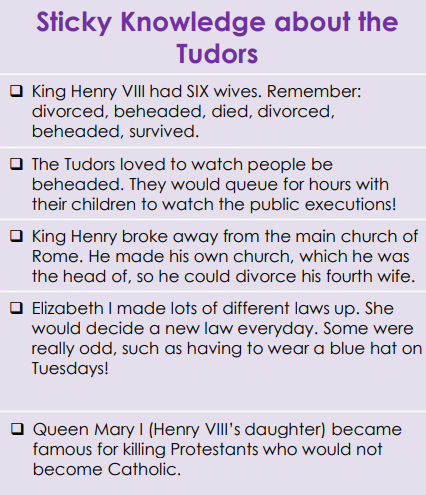 Sticky Knowledge about the
Tudors
❑ King Henry VIII had SIX wives. Remember:
divorced, beheaded, died, divorced,
beheaded, survived.
❑ The Tudors loved to watch people be
beheaded. They would queue for hours with
their children to watch the public executions!
❑ King Henry broke away from the main church of
Rome. He made his own church, which he was
the head of, so he could divorce his fourth wife.
❑ Elizabeth I made lots of different laws up. She
would decide a new law everyday. Some were
really odd, such as having to wear a blue hat on
Tuesdays!
❑ Queen Mary I (Henry VIII's daughter) became
famous for killing Protestants who would not
become Catholic.